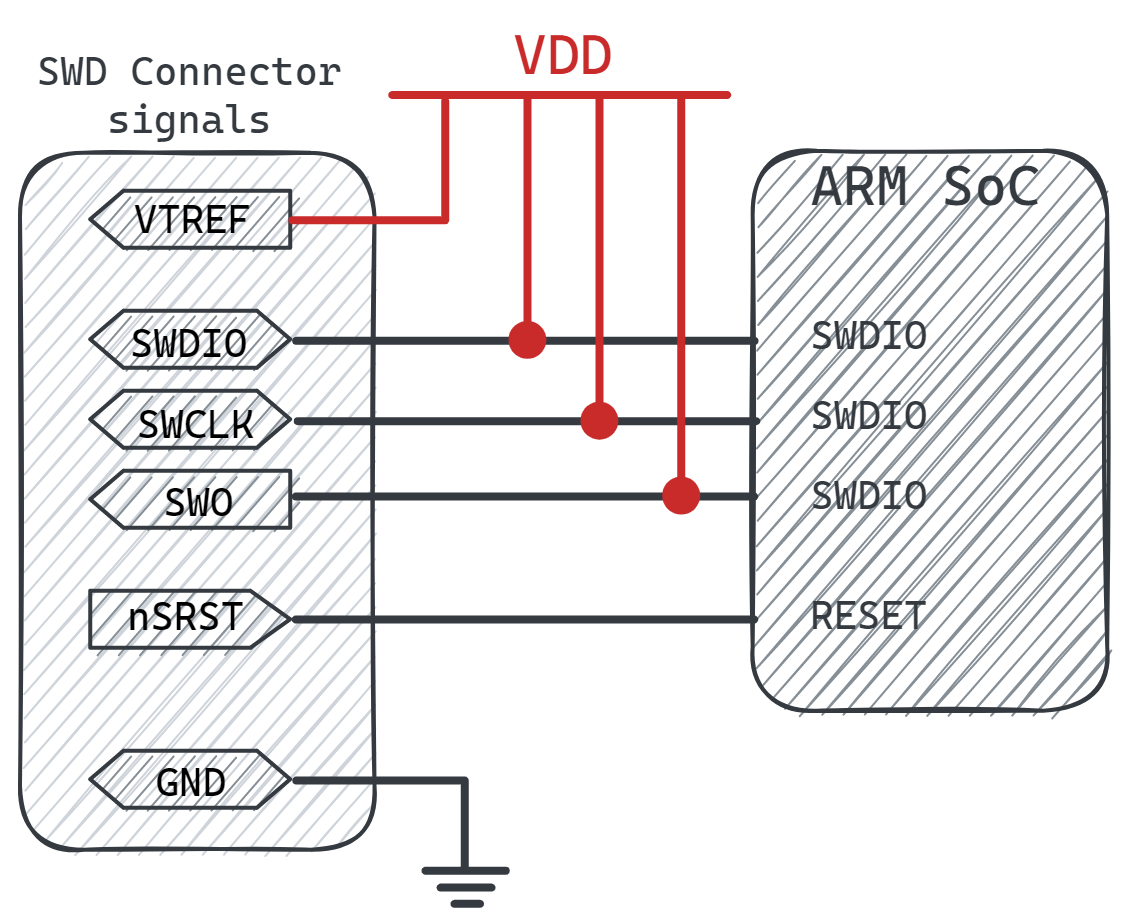 VDD
SWD Connector
signals
VTREF
SWDIO
SWCLK
SWO
nSRST
GND
ARM SoC
SWDIO
SWDIO
SWDIO
RESET